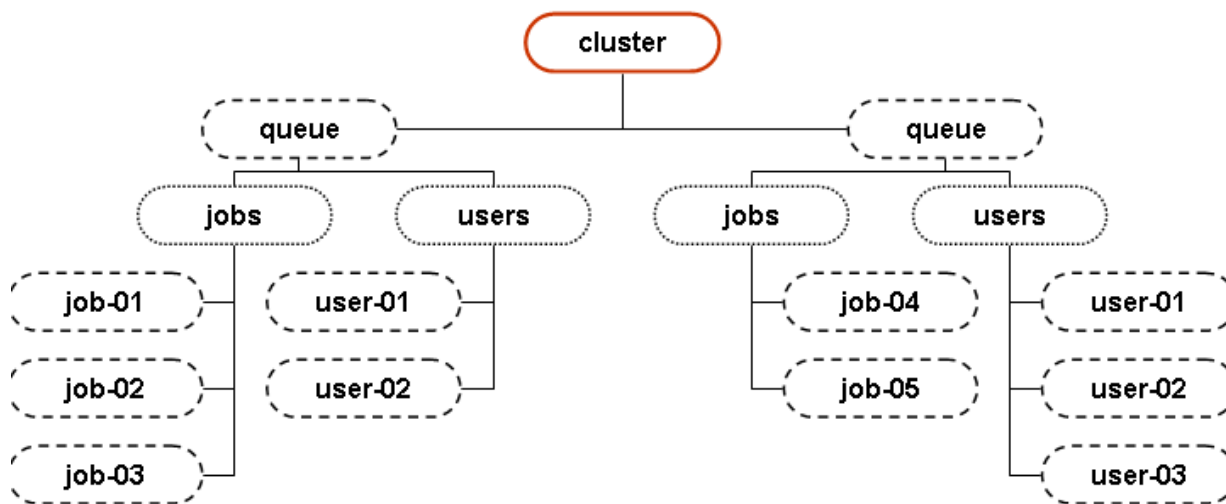 cluster
queue
queue
jobs
users
jobs
users
job-01
user-01
job-04
user-01
job-02
user-02
job-05
user-02
job-03
user-03